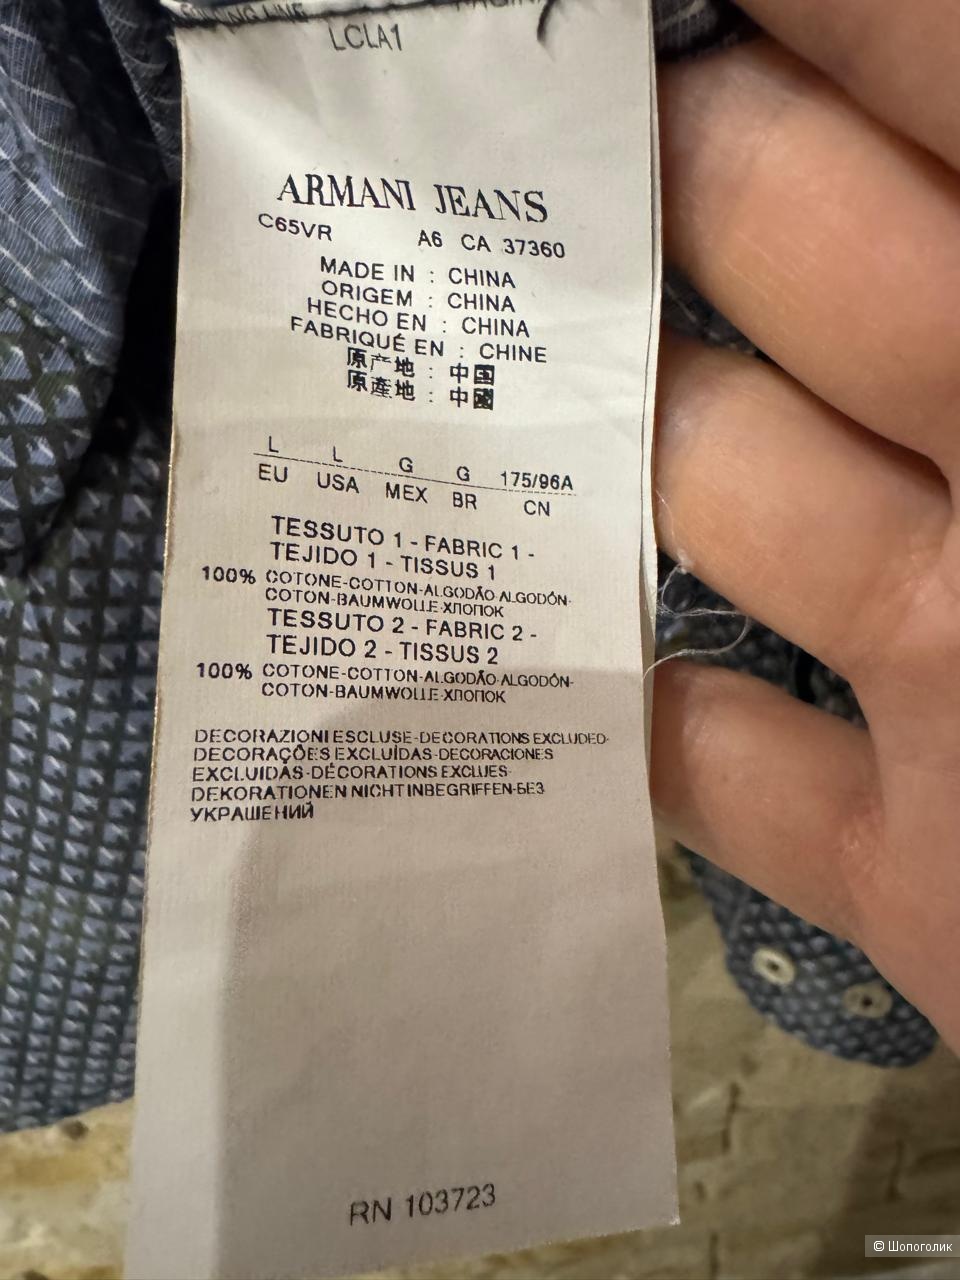 LCLA1
ARMANI JEANS
C65VR A6 CA 37360
MADE IN : CHINA
ORIGEM : CHINA
HECHO EN : CHINA
FABRIQUÉ EN : CHINE
原产地 : 中国
原產地 : 中國
L L G G 175/96A
EU USA MEX BR CN
TESSUTO 1 - FABRIC 1 -
TEJIDO 1 - TISSUS 1
100% COTONE-COTTON-ALGODÃO-ALGODÓN-
COTON-BAUMWOLLE-ХЛОПОК
TESSUTO 2 - FABRIC 2 -
TEJIDO 2 - TISSUS 2
100% COTONE-COTTON-ALGODÃO-ALGODÓN-
COTON-BAUMWOLLE-ХЛОПОК
DECORAZIONI ESCLUSE-DECORATIONS EXCLUDED-
DECORAÇÕES EXCLUÍDAS-DECORACIONES
EXCLUIDAS-DÉCORATIONS EXCLUES-
DEKORATIONEN NICHT INBEGRIFFEN-БЕЗ
УКРАШЕНИЙ
RN 103723
© Шопоголик